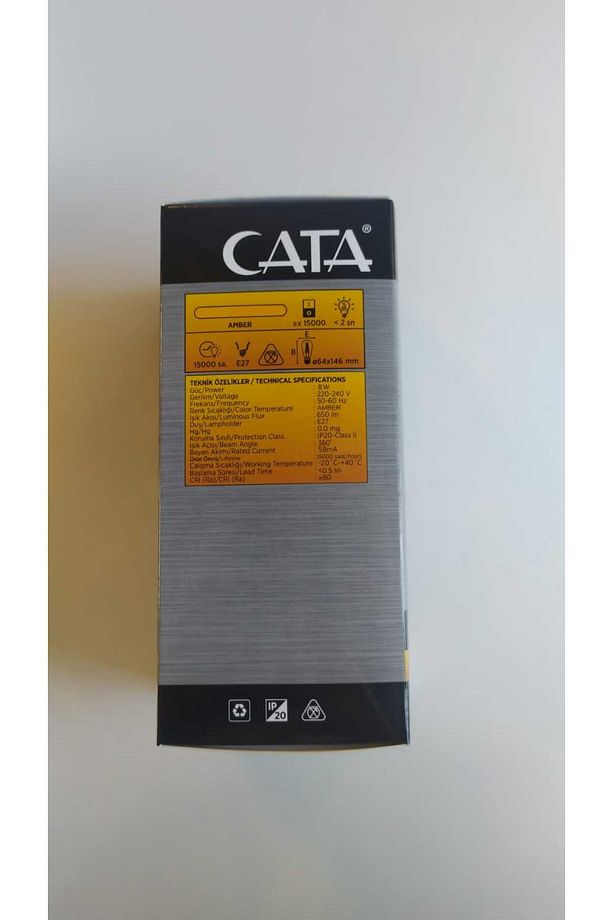 CATA®
AMBER ≥x 15000 < 2 sn
15000 sa. E27 B E ø64x146 mm
TEKNİK ÖZELİKLER / TECHNICAL SPECIFICATIONS
Güç/Power : 8W
Gerilim/Voltage : 220-240 V
Frekans/Frequency : 50-60 Hz
Renk Sıcaklığı/Color Temperature : AMBER
Işık Akısı/Luminous Flux : 650 lm
Duy/Lampholder : E27
Hg/Hg : 0.0 mg
Koruma Sınıfı/Protection Class : IP20-Class II
Işık Açısı/Beam Angle : 360°
Beyan Akımı/Rated Current : 58mA
Ürün Ömrü/Lifetime : 15000 saat/hours
Çalışma Sıcaklığı/Working Temperature : -20°C-+40°C
Başlama Süresi/Lead Time : <0.5 sn
CRI (Ra)/CRI (Ra) : ≥80
IP
20